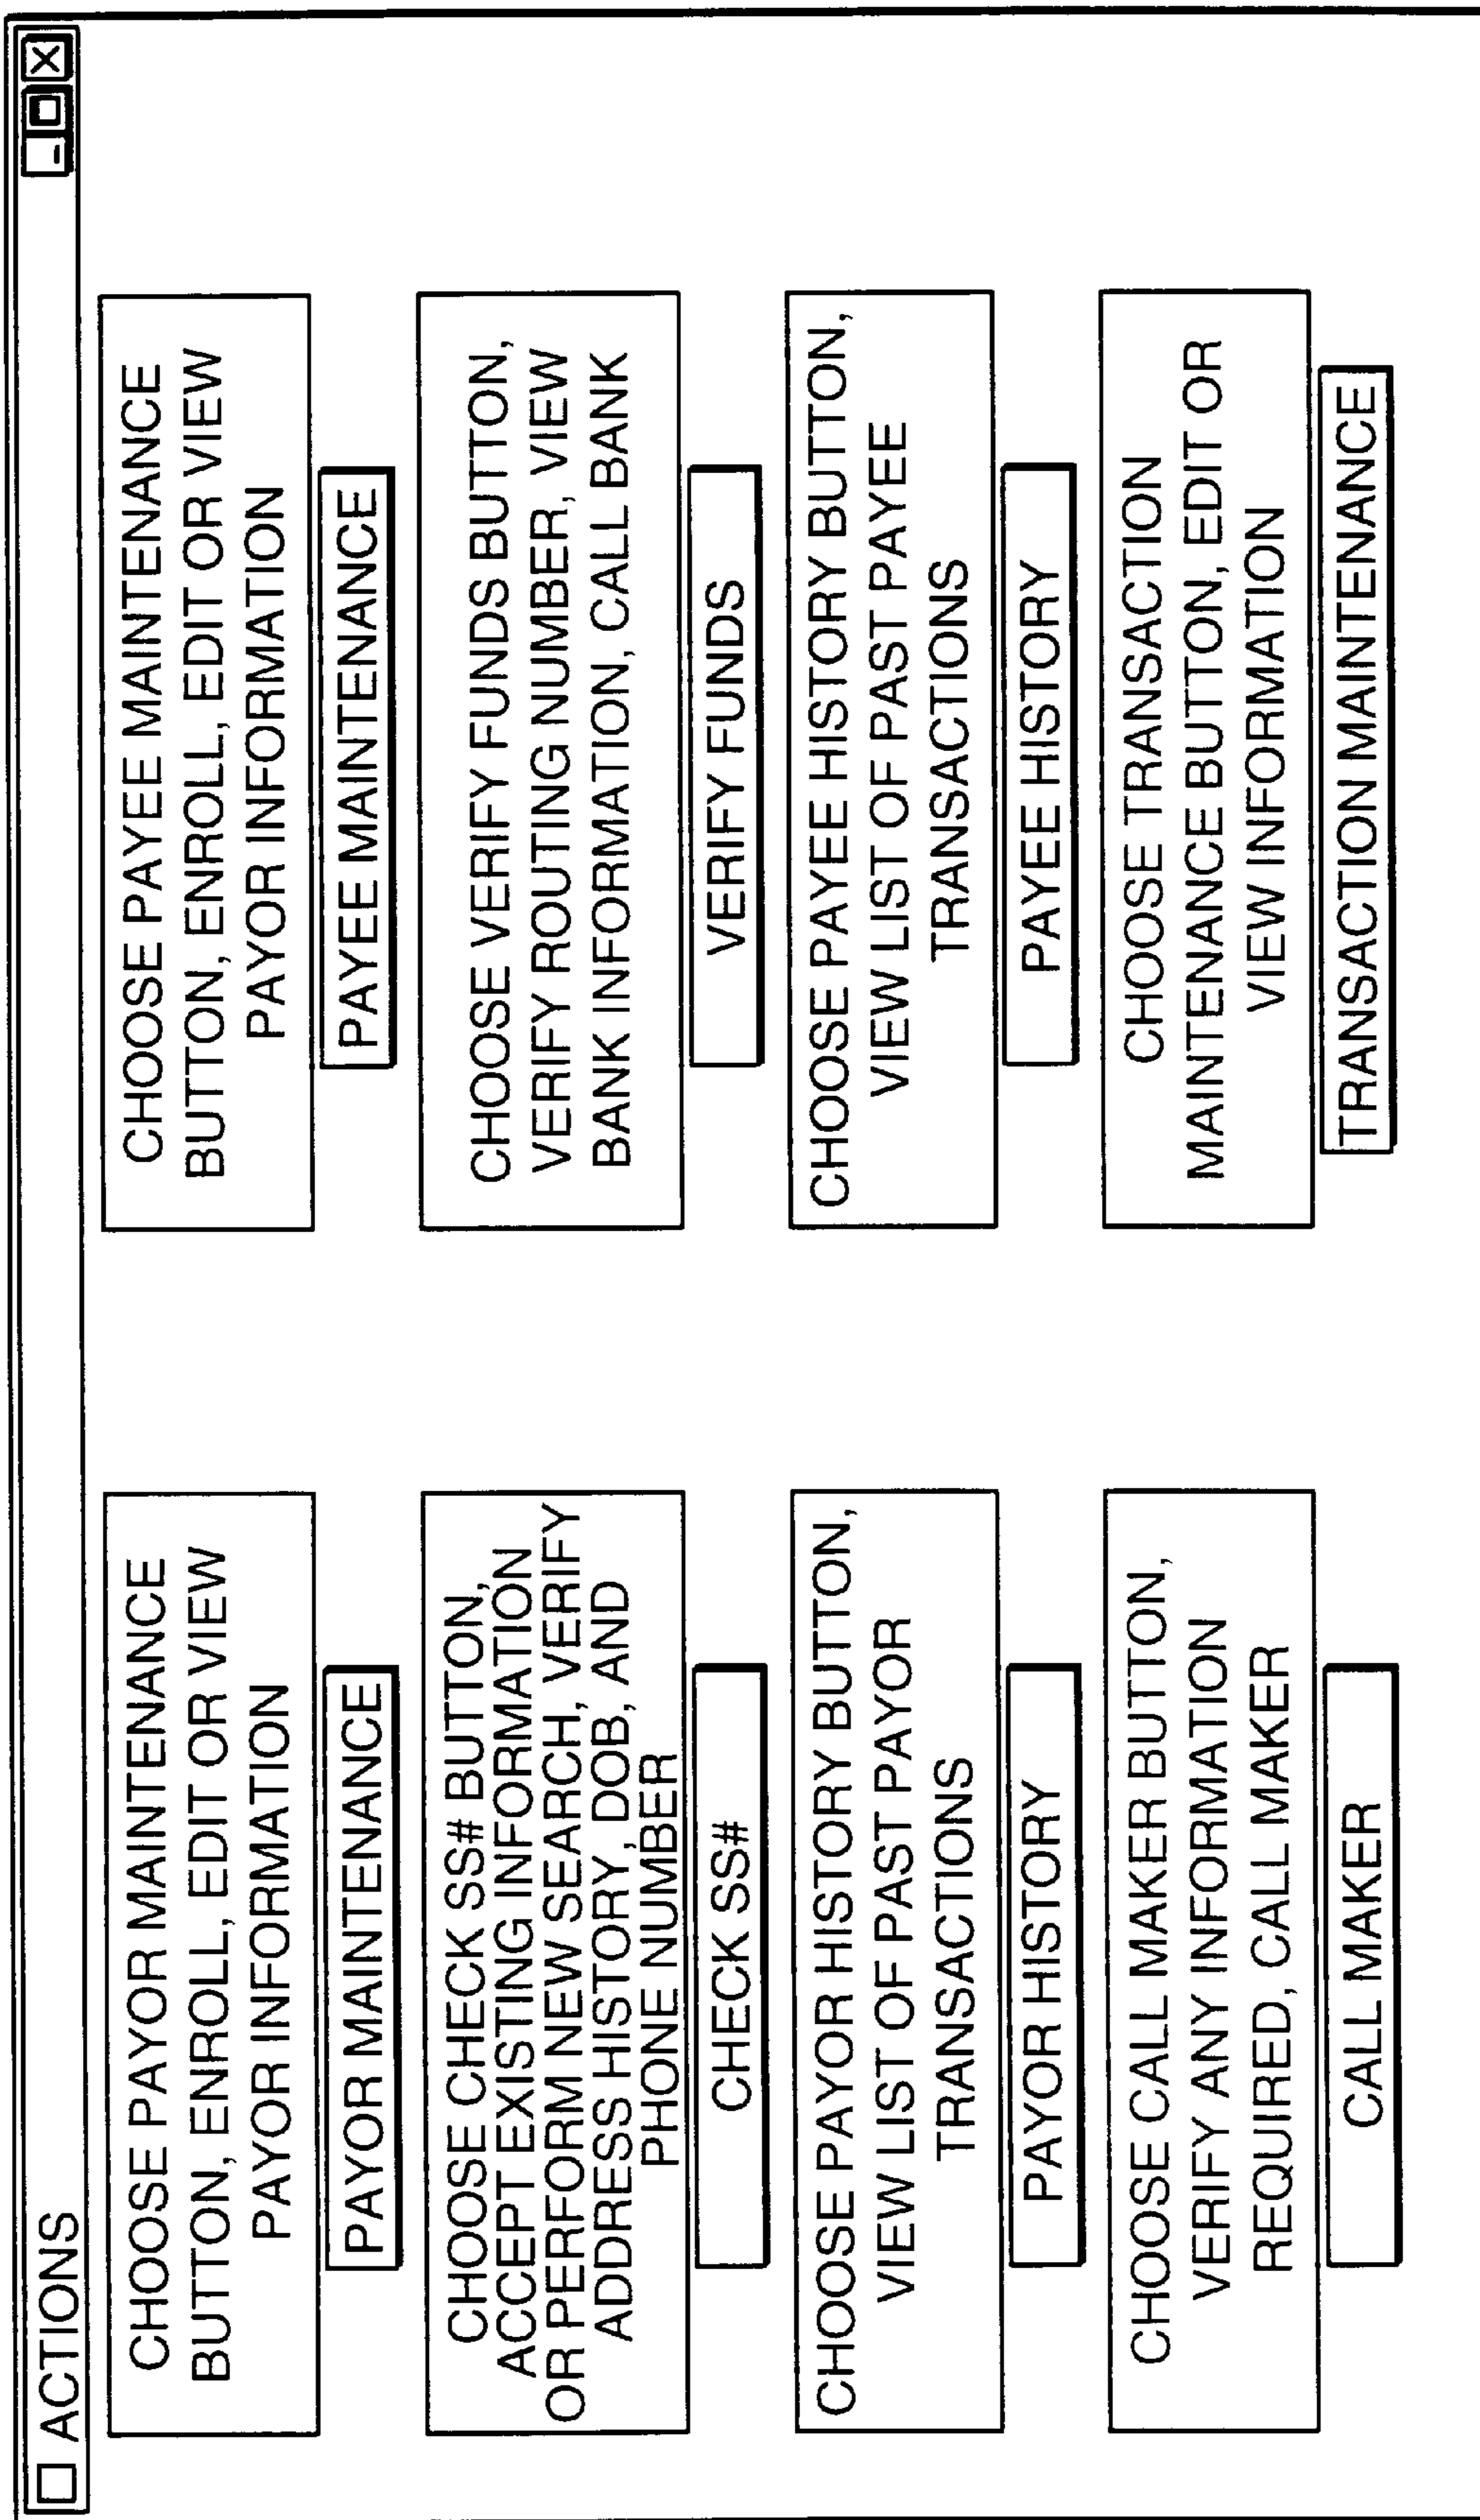 ACTIONS
CHOOSE PAYOR MAINTENANCE
BUTTON, ENROLL, EDIT OR VIEW
PAYOR INFORMATION
PAYOR MAINTENANCE
CHOOSE CHECK SS# BUTTON,
ACCEPT EXISTING INFORMATION
OR PERFORM NEW SEARCH, VERIFY
ADDRESS HISTORY, DOB, AND
PHONE NUMBER
CHECK SS#
CHOOSE PAYOR HISTORY BUTTON,
VIEW LIST OF PAST PAYOR
TRANSACTIONS
PAYOR HISTORY
CHOOSE CALL MAKER BUTTON,
VERIFY ANY INFORMATION
REQUIRED, CALL MAKER
CALL MAKER
CHOOSE PAYEE MAINTENANCE
BUTTON, ENROLL, EDIT OR VIEW
PAYOR INFORMATION
PAYEE MAINTENANCE
CHOOSE VERIFY FUNDS BUTTON,
VERIFY ROUTING NUMBER, VIEW
BANK INFORMATION, CALL BANK
VERIFY FUNDS
CHOOSE PAYEE HISTORY BUTTON,
VIEW LIST OF PAST PAYEE
TRANSACTIONS
PAYEE HISTORY
CHOOSE TRANSACTION
MAINTENANCE BUTTON, EDIT OR
VIEW INFORMATION
TRANSACTION MAINTENANCE